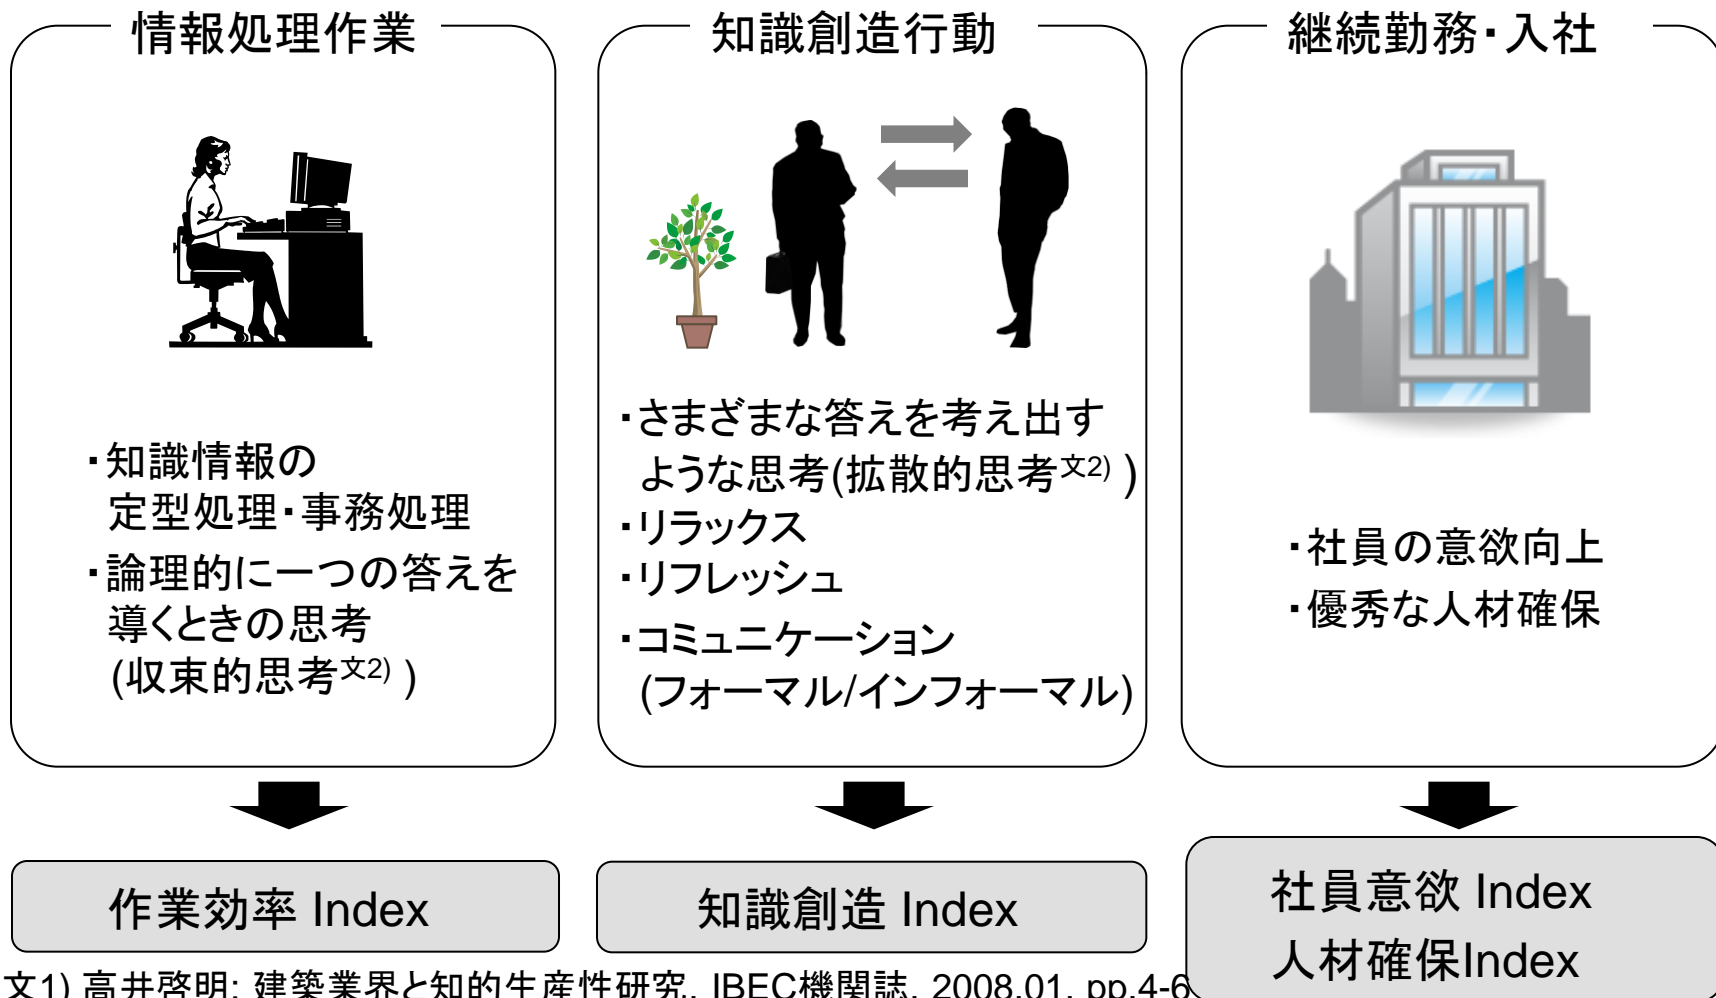 情報処理作業
・知識情報の
定型処理・事務処理
・論理的に一つの答えを
導くときの思考
(収束的思考文2) )
作業効率 Index
知識創造行動
・さまざまな答えを考え出す
ような思考(拡散的思考文2) )
・リラックス
・リフレッシュ
・コミュニケーション
(フォーマル/インフォーマル)
知識創造 Index
継続勤務・入社
・社員の意欲向上
・優秀な人材確保
社員意欲 Index
人材確保Index
文1) 高井啓明: 建築業界と知的生産性研究, IBEC機関誌, 2008.01, pp.4-6